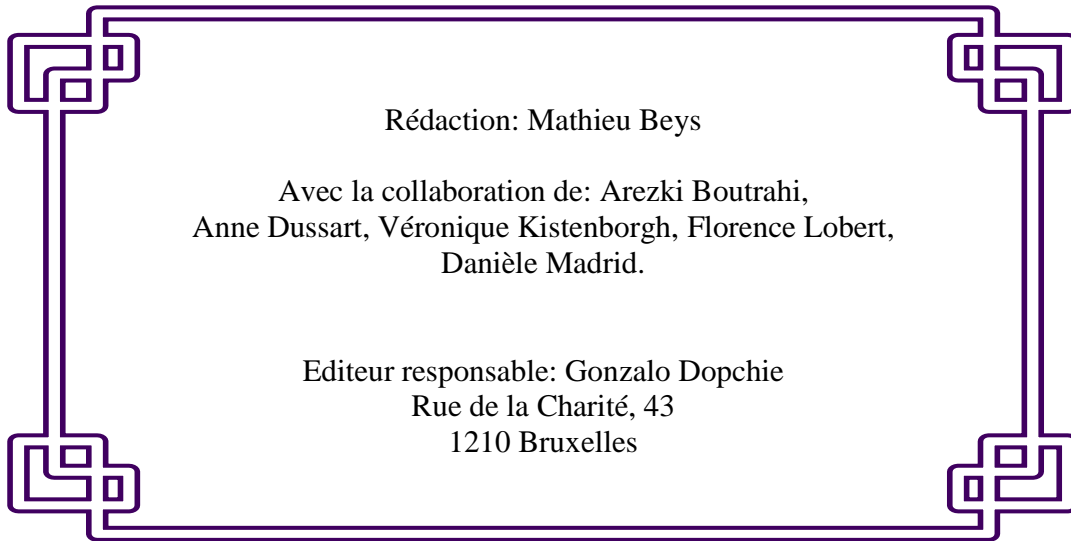 Rédaction: Mathieu Beys
Avec la collaboration de: Arezki Boutrahi,
Anne Dussart, Véronique Kistenborgh, Florence Lobert,
Danièle Madrid.
Editeur responsable: Gonzalo Dopchie
Rue de la Charité, 43
1210 Bruxelles